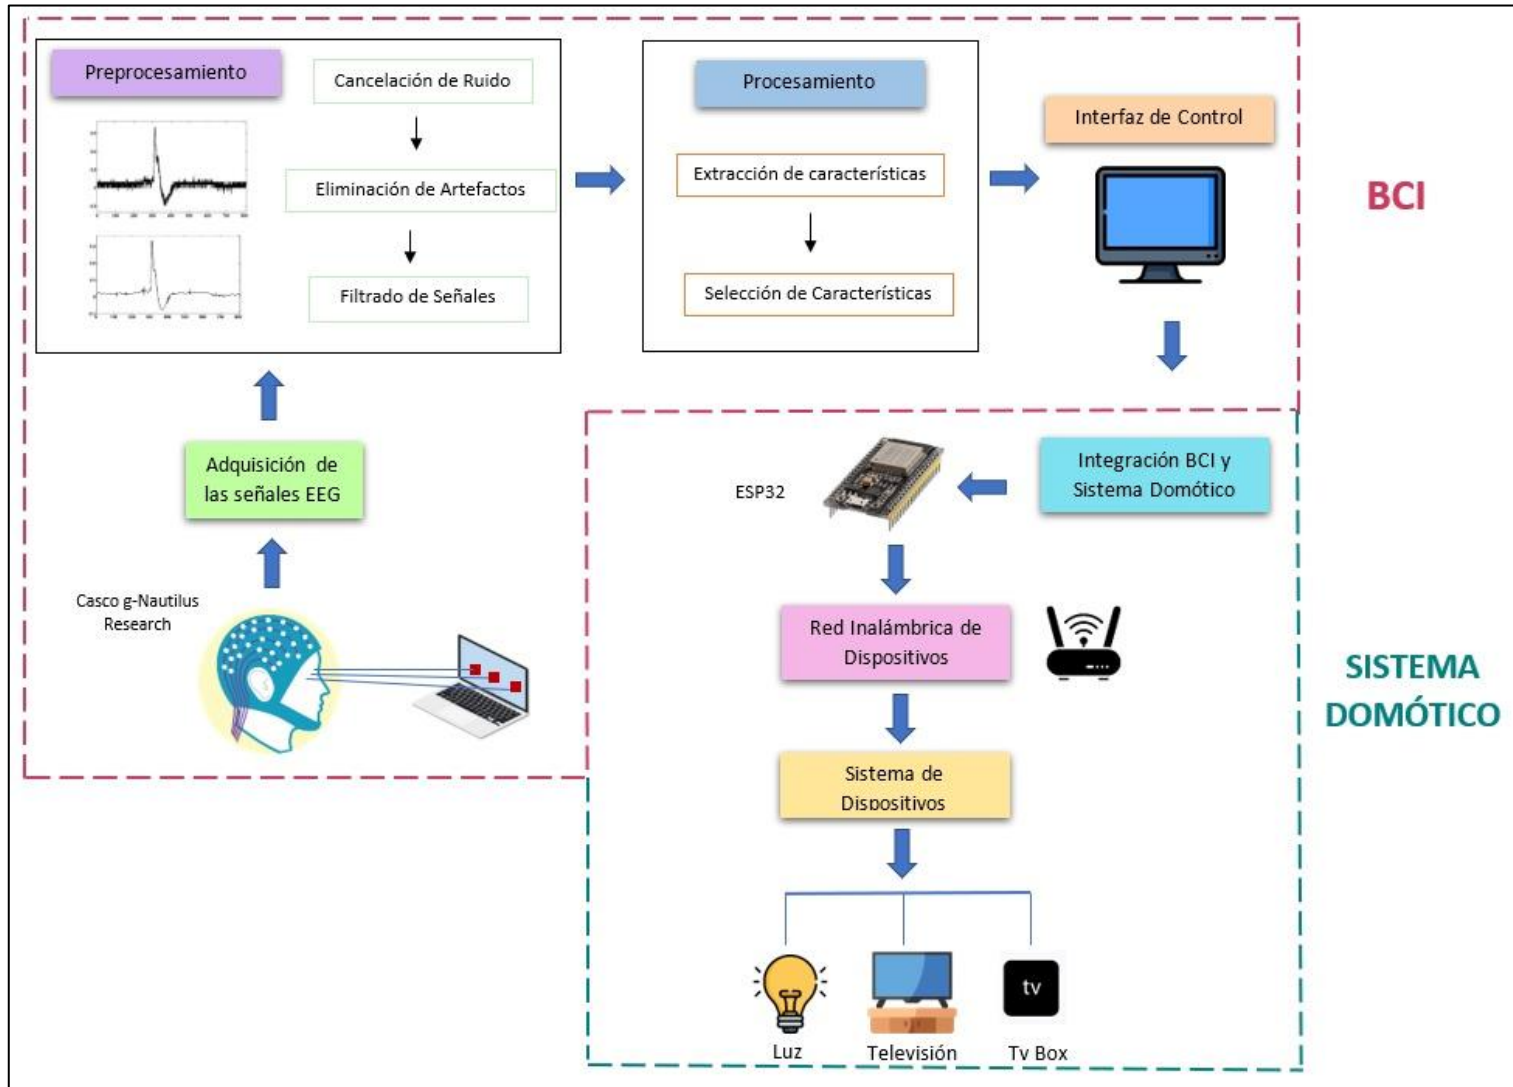 Preprocesamiento
Cancelación de Ruido
Eliminación de Artefactos
Filtrado de Señales
Procesamiento
Extracción de características
Selección de Características
Interfaz de Control
BCI
Adquisición de
las señales EEG
Casco g-Nautilus
Research
Integración BCI y
Sistema Domótico
ESP32
Red Inalámbrica de
Dispositivos
Sistema de
Dispositivos
tv
Luz
Televisión
Tv Box
SISTEMA
DOMÓTICO